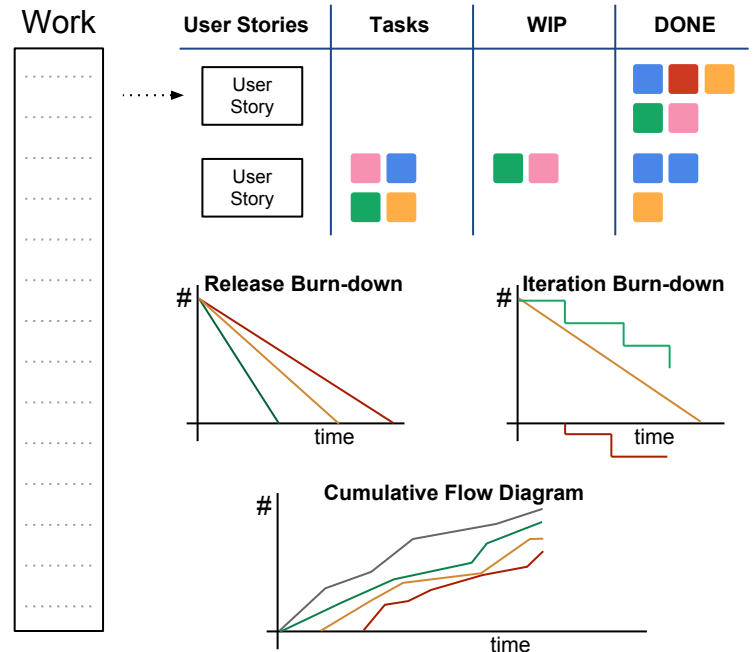 Work
User Stories Tasks WIP DONE
User
Story
User
Story
Release Burn-down
#
time
Iteration Burn-down
#
time
Cumulative Flow Diagram
#
time